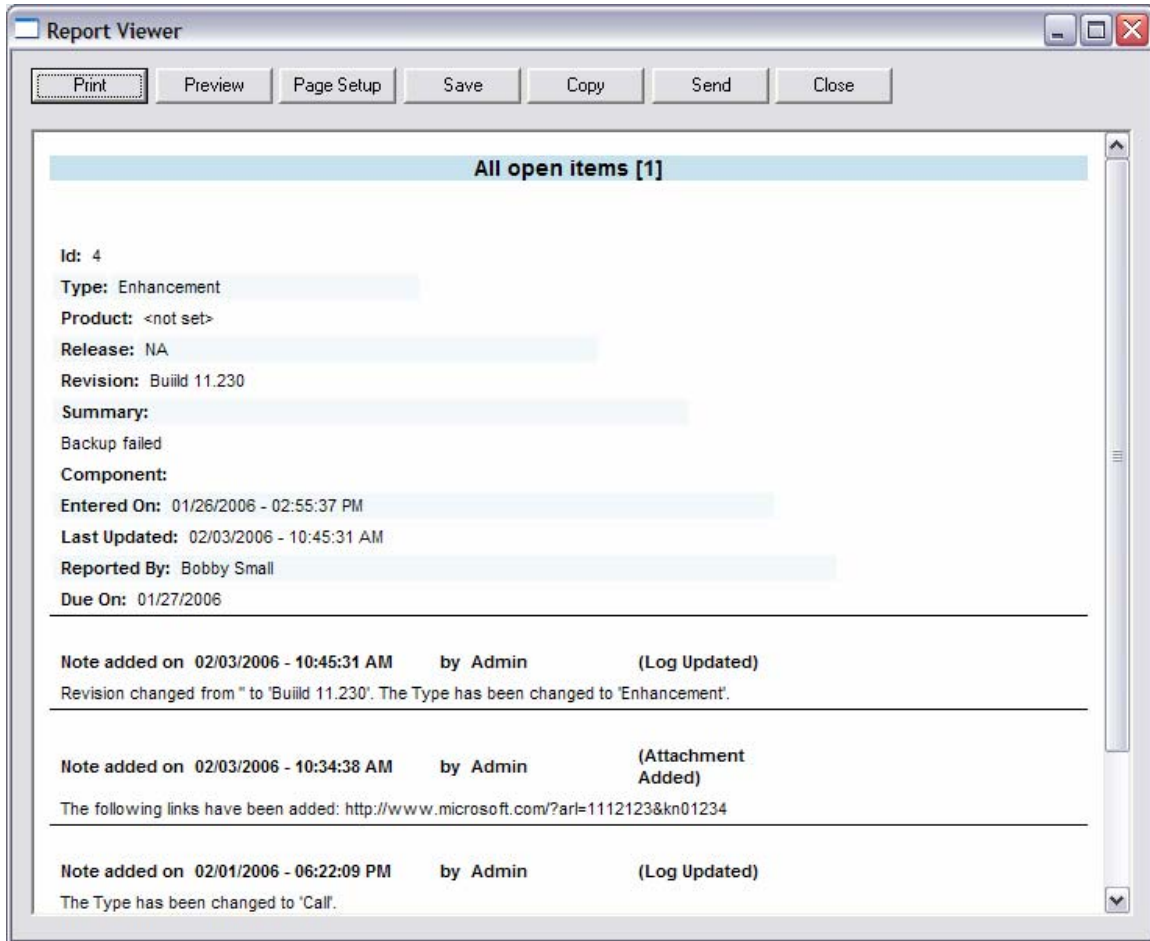 Report Viewer
Print Preview Page Setup Save Copy Send Close
All open items [1]
Id: 4
Type: Enhancement
Product: <not set>
Release: NA
Revision: Buiild 11.230
Summary:
Backup failed
Component:
Entered On: 01/26/2006 - 02:55:37 PM
Last Updated: 02/03/2006 - 10:45:31 AM
Reported By: Bobby Small
Due On: 01/27/2006
Note added on 02/03/2006 - 10:45:31 AM by Admin (Log Updated)
Revision changed from '' to 'Buiild 11.230'. The Type has been changed to 'Enhancement'.
Note added on 02/03/2006 - 10:34:38 AM by Admin (Attachment
Added)
The following links have been added: http://www.microsoft.com/?arl=1112123&kn01234
Note added on 02/01/2006 - 06:22:09 PM by Admin (Log Updated)
The Type has been changed to 'Call'.